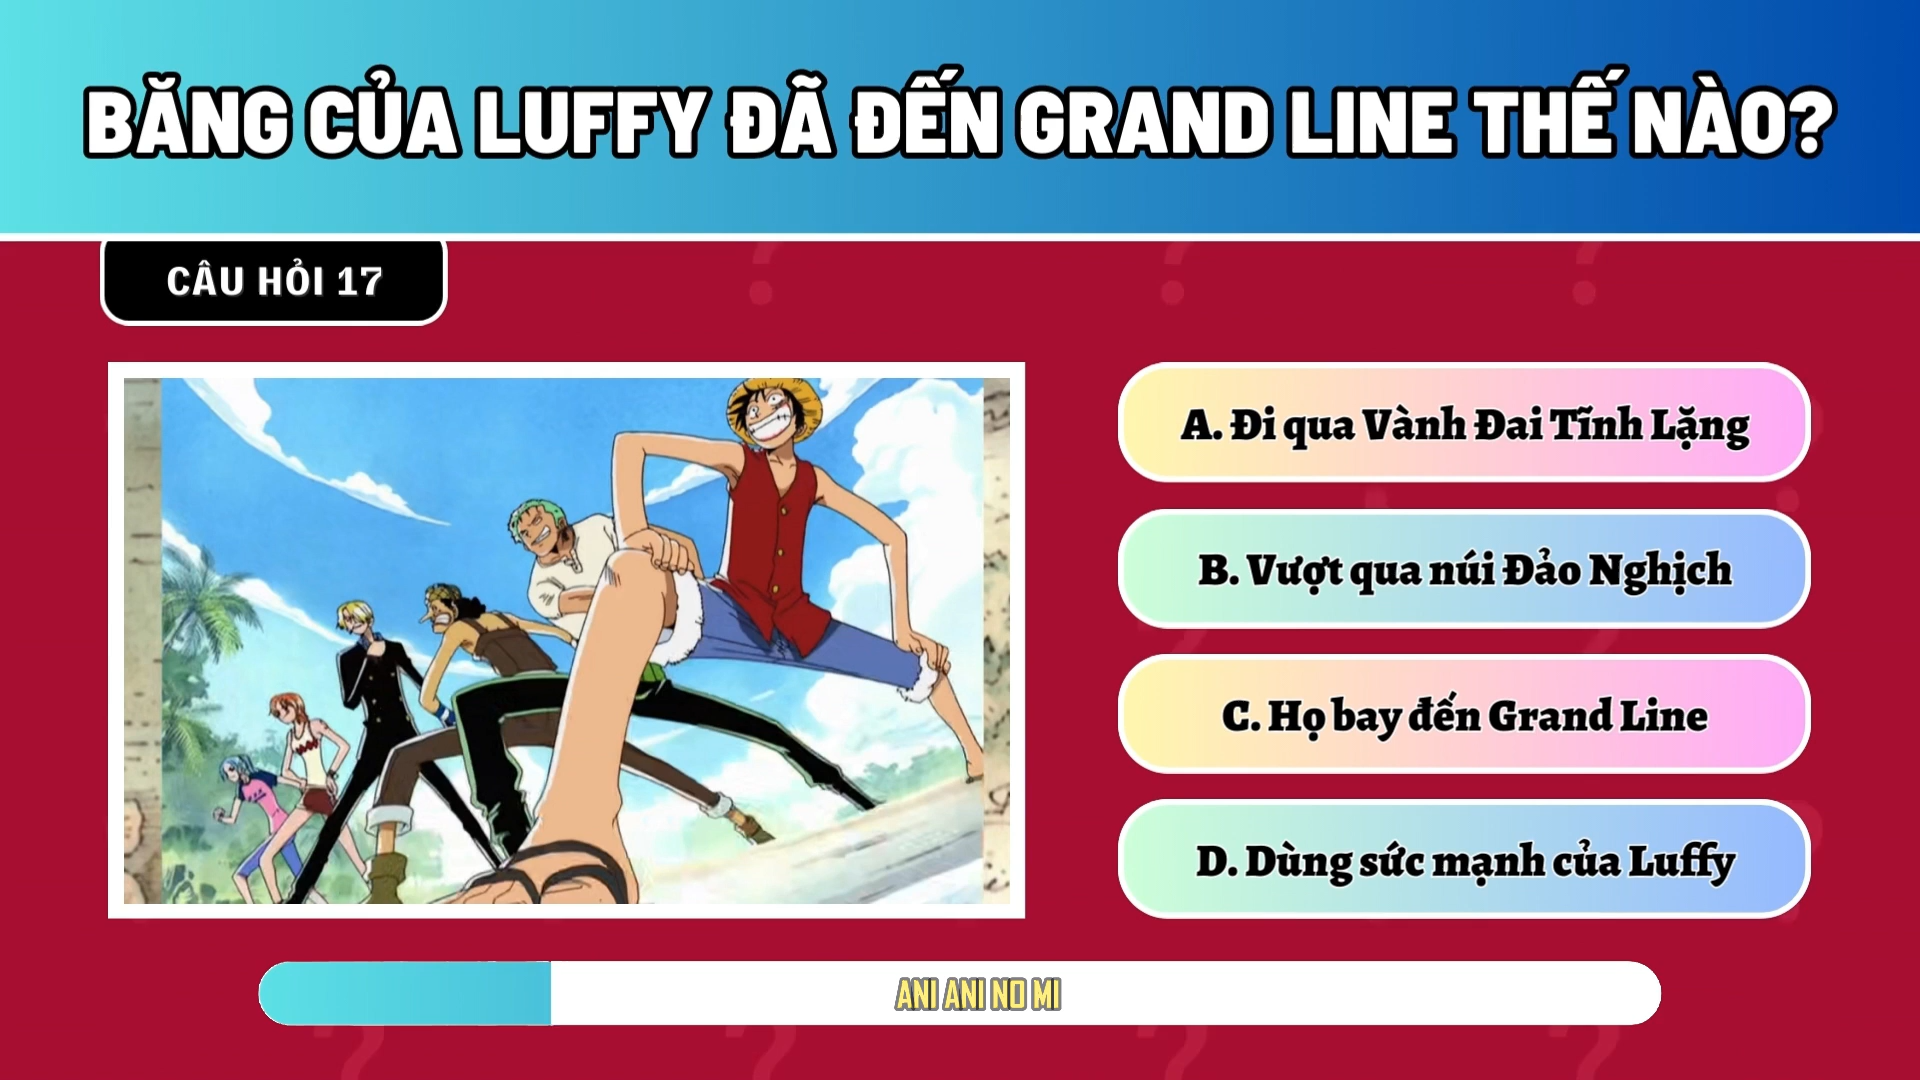 BĂNG CỦA LUFFY ĐÃ ĐẾN GRAND LINE THẾ NÀO?
CÂU HỎI 17
A. Đi qua Vành Đai Tĩnh Lặng
B. Vượt qua núi Đảo Nghịch
C. Họ bay đến Grand Line
D. Dùng sức mạnh của Luffy
ANI ANI NO MI